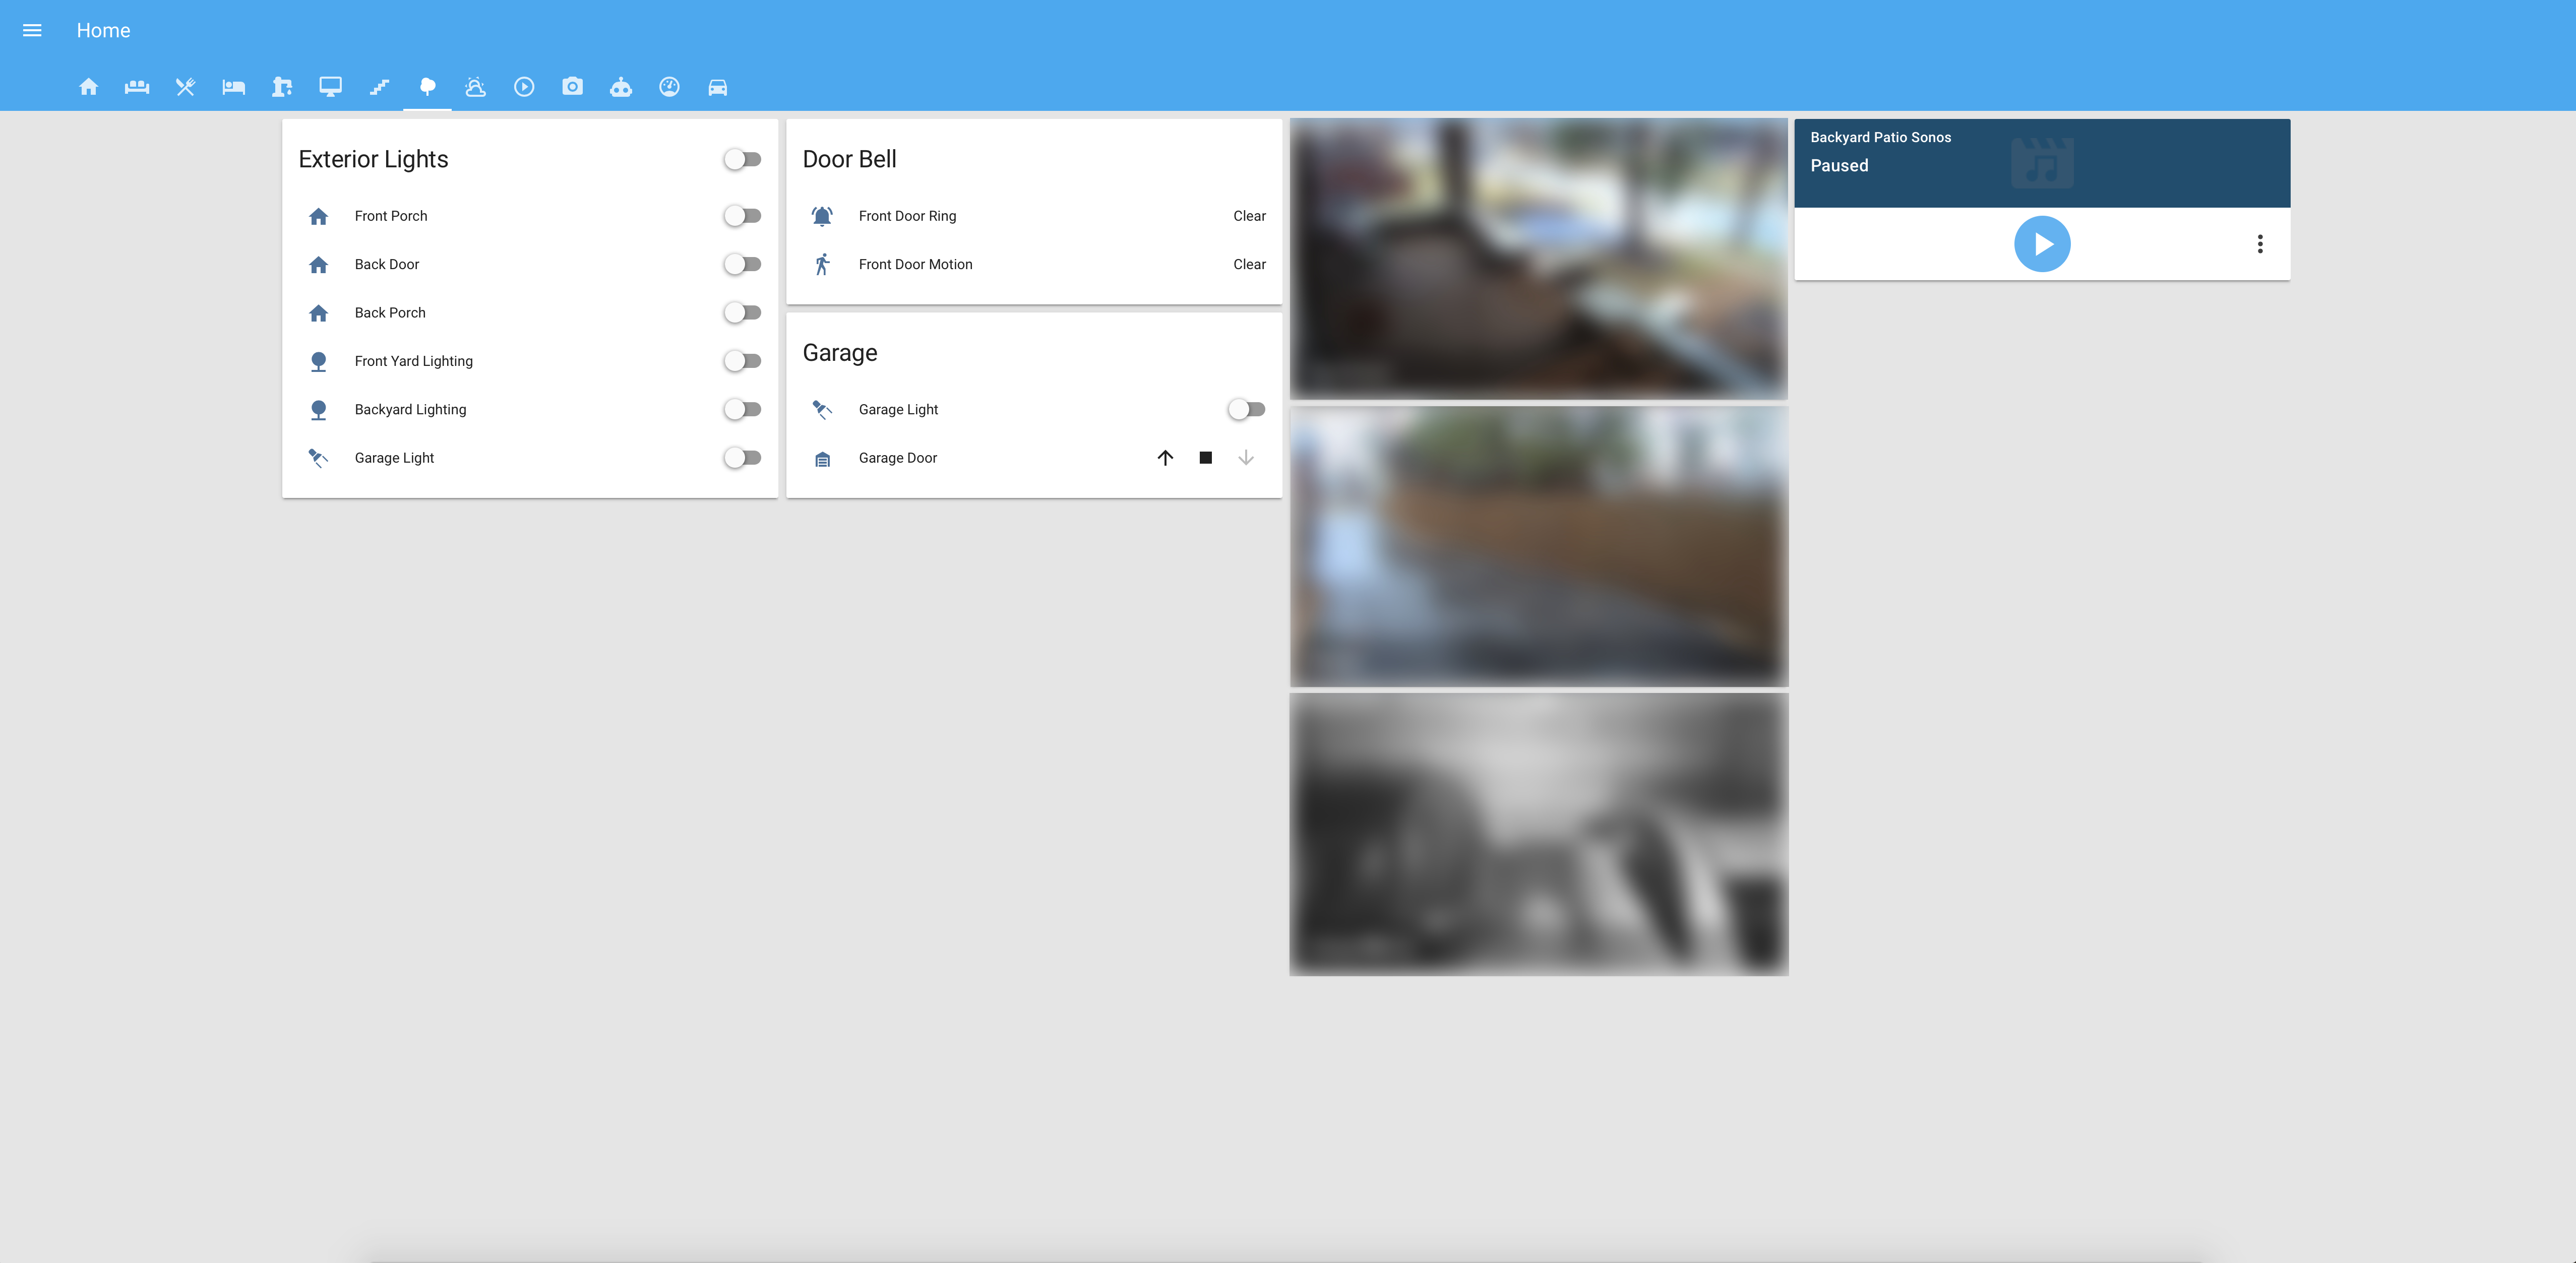 Home
Exterior Lights
Front Porch
Back Door
Back Porch
Front Yard Lighting
Backyard Lighting
Garage Light
Door Bell
Front Door Ring Clear
Front Door Motion Clear
Garage
Garage Light
Garage Door
Backyard Patio Sonos
Paused